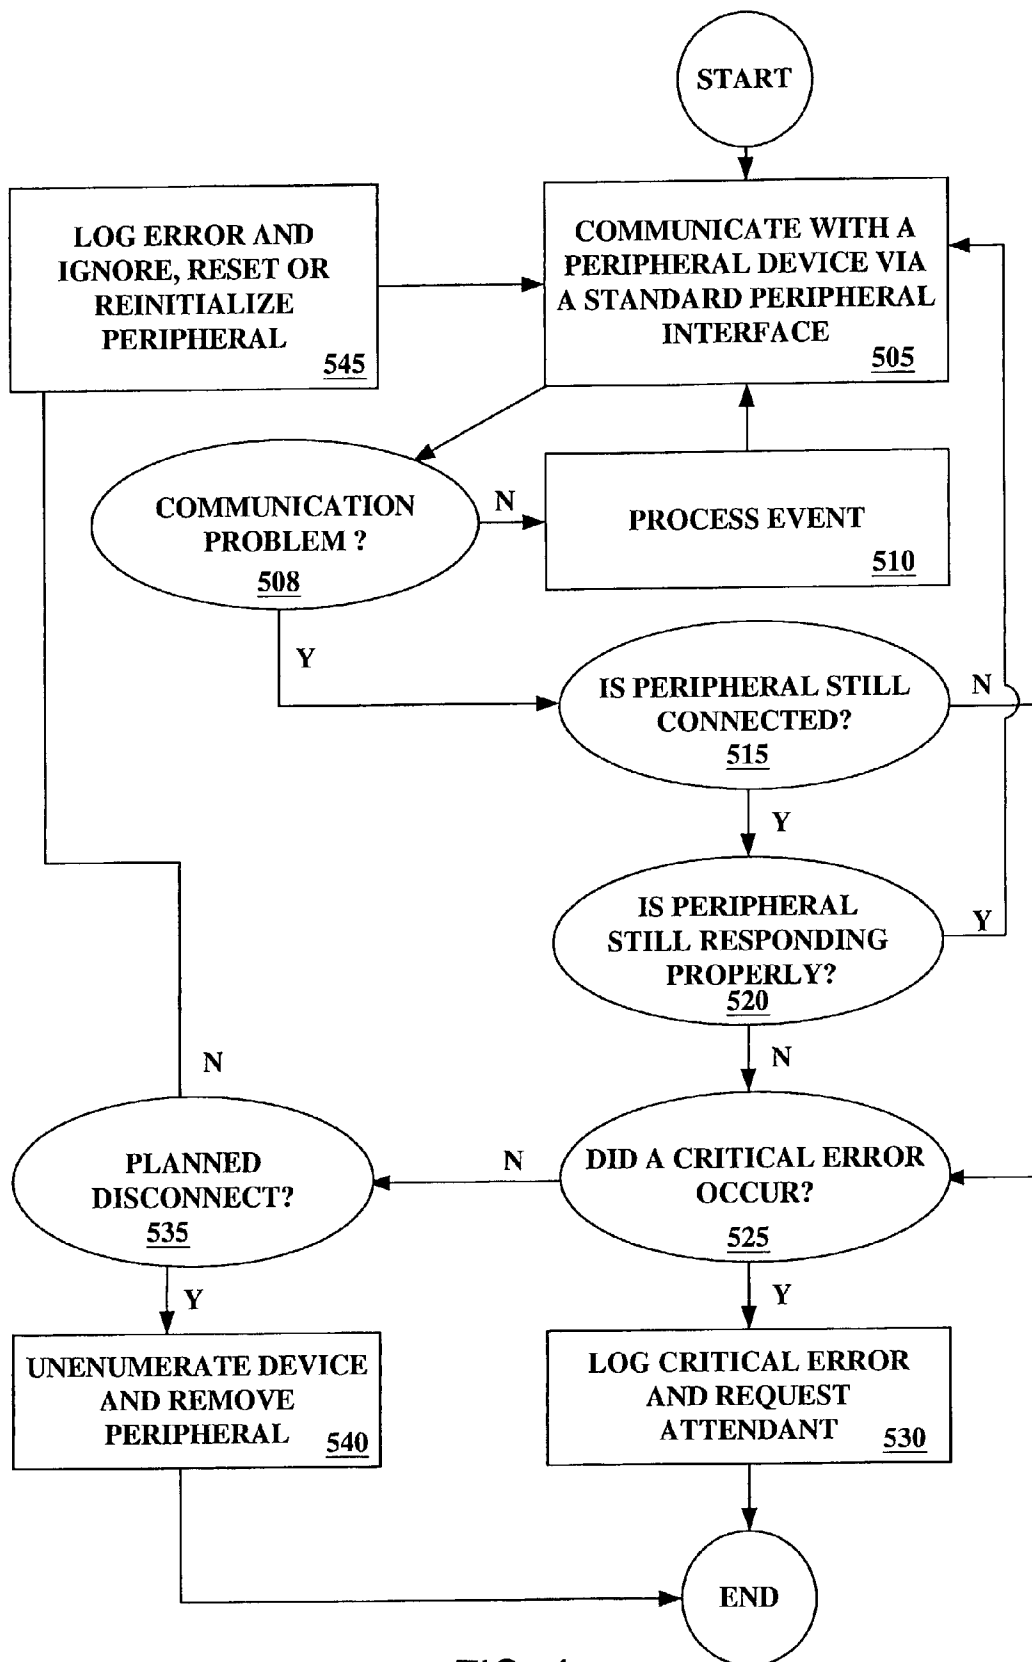 START
LOG ERROR AND
IGNORE, RESET OR
REINITIALIZE
PERIPHERAL
545
COMMUNICATE WITH A
PERIPHERAL DEVICE VIA
A STANDARD PERIPHERAL
INTERFACE
505
COMMUNICATION
PROBLEM ?
508
N
PROCESS EVENT
510
Y
IS PERIPHERAL STILL
CONNECTED?
515
N
Y
IS PERIPHERAL
STILL RESPONDING
PROPERLY?
520
Y
N
N
PLANNED
DISCONNECT?
535
N
DID A CRITICAL ERROR
OCCUR?
525
Y
Y
UNENUMERATE DEVICE
AND REMOVE
PERIPHERAL
540
LOG CRITICAL ERROR
AND REQUEST
ATTENDANT
530
END